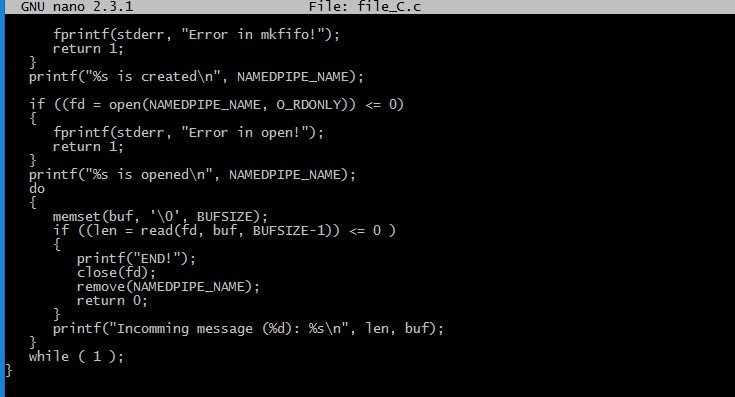 GNU nano 2.3.1 File: file_C.c
fprintf(stderr, "Error in mkfifo!");
return 1;
}
printf("%s is created\n", NAMEDPIPE_NAME);
if ((fd = open(NAMEDPIPE_NAME, O_RDONLY)) <= 0)
{
fprintf(stderr, "Error in open!");
return 1;
}
printf("%s is opened\n", NAMEDPIPE_NAME);
do
{
memset(buf, '\0', BUFSIZE);
if ((len = read(fd, buf, BUFSIZE-1)) <= 0 )
{
printf("END!");
close(fd);
remove(NAMEDPIPE_NAME);
return 0;
}
printf("Incomming message (%d): %s\n", len, buf);
}
while ( 1 );
}